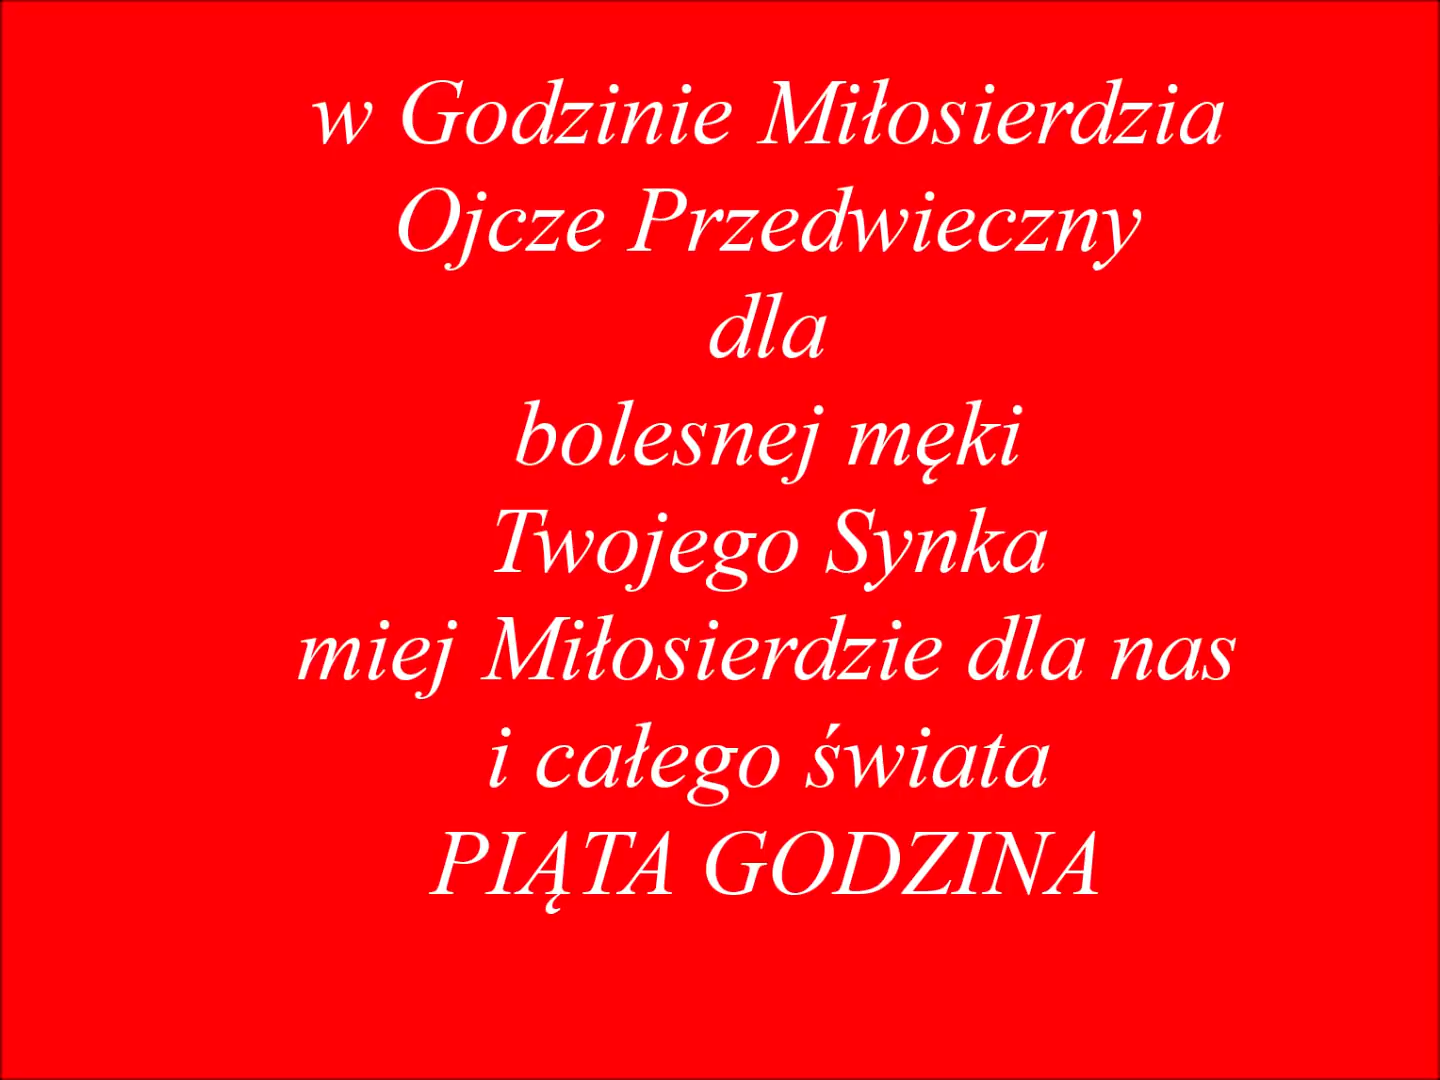 w Godzinie Miłosierdzia
Ojcze Przedwieczny
dla
bolesnej męki
Twojego Synka
miej Miłosierdzie dla nas
i całego świata
PIĄTA GODZINA